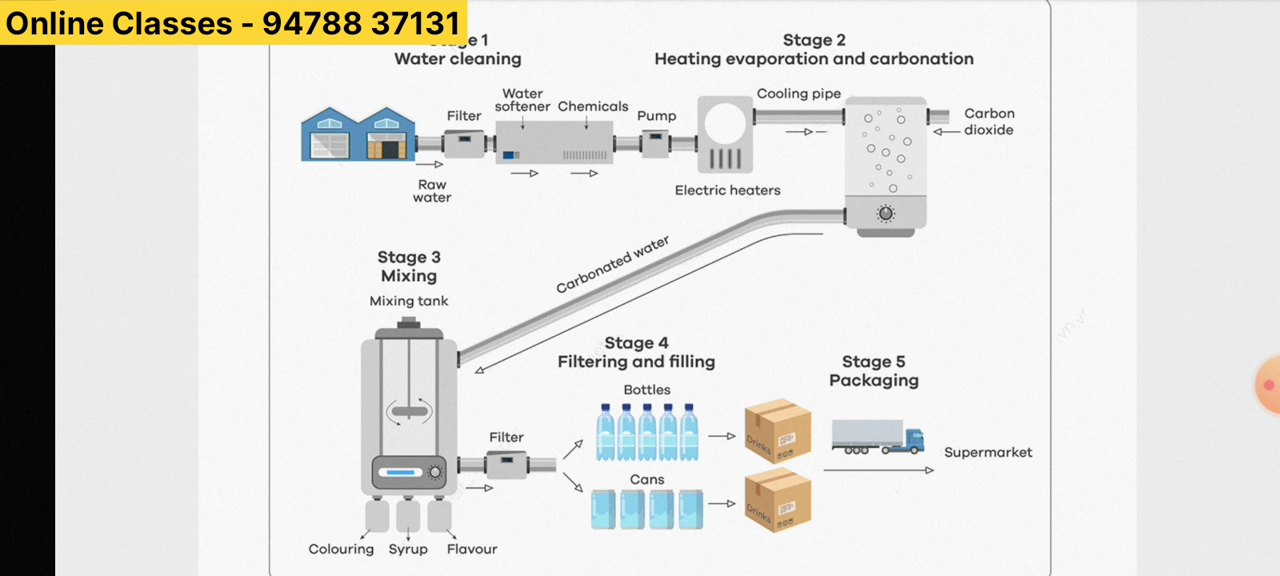 Online Classes - 94788 37131
Stage 1
Water cleaning
Stage 2
Heating evaporation and carbonation
Filter
Water
softener
Chemicals
Pump
Cooling pipe
Carbon
dioxide
Raw
water
Electric heaters
Carbonated water
Stage 3
Mixing
Mixing tank
Stage 4
Filtering and filling
Bottles
Stage 5
Packaging
Filter
Drinks
Supermarket
Cans
Drinks
Colouring
Syrup
Flavour